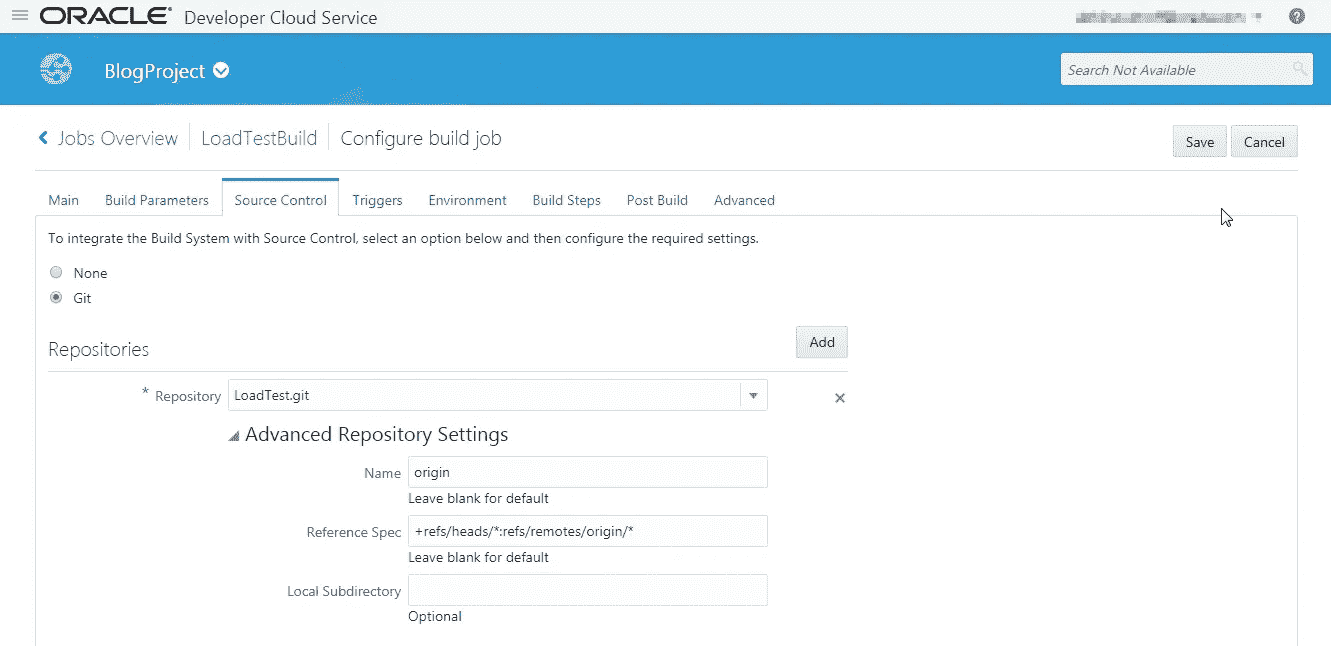 ORACLE® Developer Cloud Service
BlogProject
Search Not Available
Jobs Overview LoadTestBuild Configure build job
Save Cancel
Main Build Parameters Source Control Triggers Environment Build Steps Post Build Advanced
To integrate the Build System with Source Control, select an option below and then configure the required settings.
None
Git
Repositories
Add
* Repository LoadTest.git
Advanced Repository Settings
Name origin
Leave blank for default
Reference Spec +refs/heads/*:refs/remotes/origin/*
Leave blank for default
Local Subdirectory
Optional